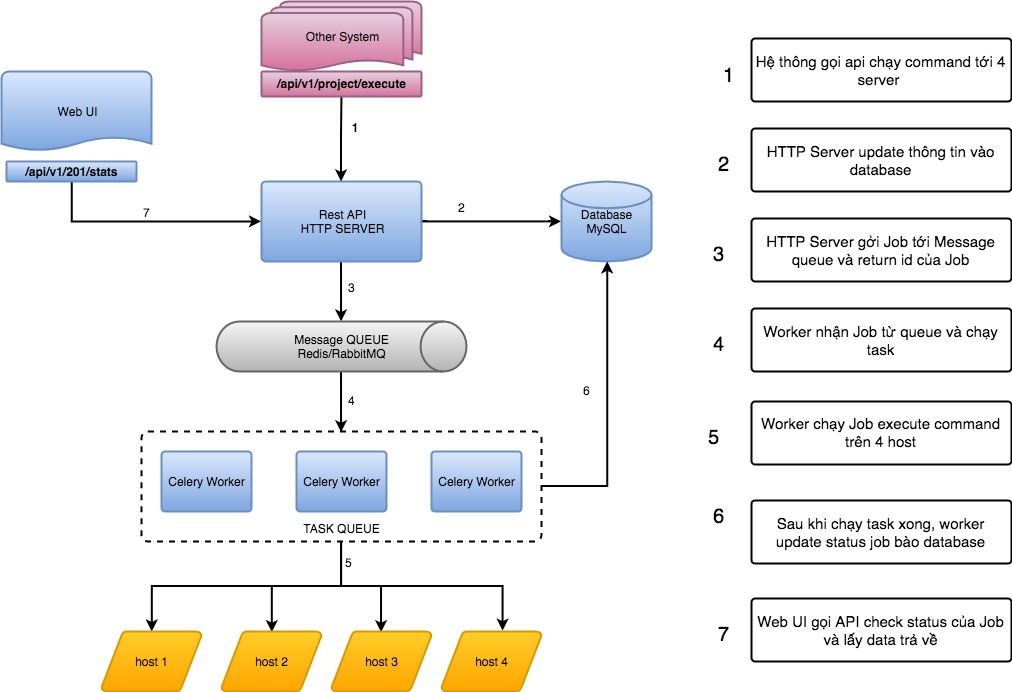 Other System
/api/v1/project/execute
Web UI
/api/v1/201/stats
1
7
Rest API
HTTP SERVER
2
Database
MySQL
3
Message QUEUE
Redis/RabbitMQ
4
6
Celery Worker
Celery Worker
Celery Worker
TASK QUEUE
5
host 1
host 2
host 3
host 4
1
Hệ thông gọi api chạy command tới 4
server
2
HTTP Server update thông tin vào
database
3
HTTP Server gởi Job tới Message
queue và return id của Job
4
Worker nhận Job từ queue và chạy
task
5
Worker chạy Job execute command
trên 4 host
6
Sau khi chạy task xong, worker
update status job bào database
7
Web UI gọi API check status của Job
và lấy data trả về